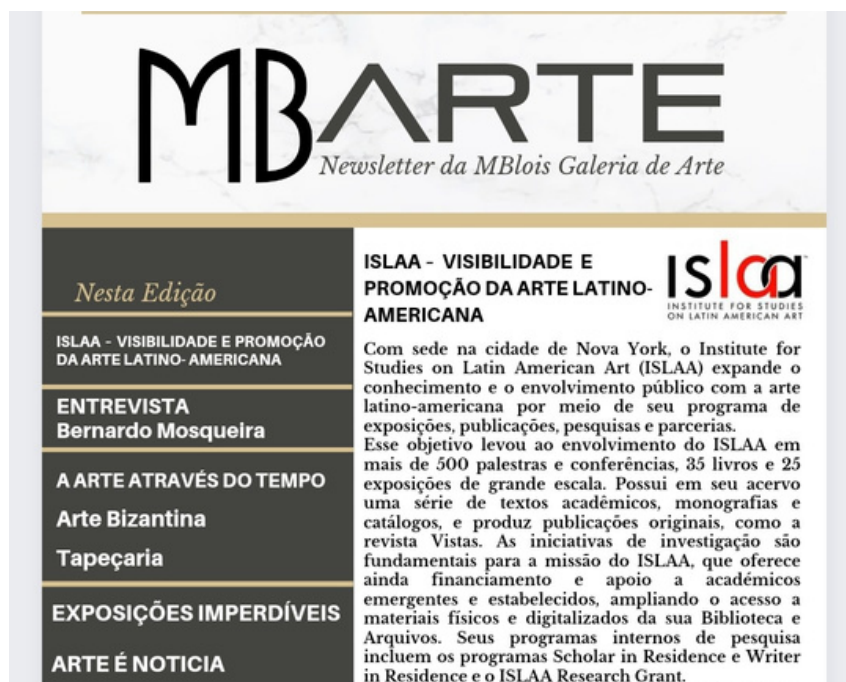 MBARTE
Newsletter da MBlois Galeria de Arte
Nesta Edição
ISLAA - VISIBILIDADE E PROMOÇÃO
DA ARTE LATINO- AMERICANA
ENTREVISTA
Bernardo Mosqueira
A ARTE ATRAVÉS DO TEMPO
Arte Bizantina
Tapeçaria
EXPOSIÇÕES IMPERDÍVEIS
ARTE É NOTICIA
ISLAA - VISIBILIDADE E
PROMOÇÃO DA ARTE LATINO-
AMERICANA
islaa
INSTITUTE FOR STUDIES
ON LATIN AMERICAN ART
Com sede na cidade de Nova York, o Institute for
Studies on Latin American Art (ISLAA) expande o
conhecimento e o envolvimento público com a arte
latino-americana por meio de seu programa de
exposições, publicações, pesquisas e parcerias.
Esse objetivo levou ao envolvimento do ISLAA em
mais de 500 palestras e conferências, 35 livros e 25
exposições de grande escala. Possui em seu acervo
uma série de textos acadêmicos, monografias e
catálogos, e produz publicações originais, como a
revista Vistas. As iniciativas de investigação são
fundamentais para a missão do ISLAA, que oferece
ainda financiamento e apoio a académicos
emergentes e estabelecidos, ampliando o acesso a
materiais físicos e digitalizados da sua Biblioteca e
Arquivos. Seus programas internos de pesquisa
incluem os programas Scholar in Residence e Writer
in Residence e o ISLAA Research Grant.